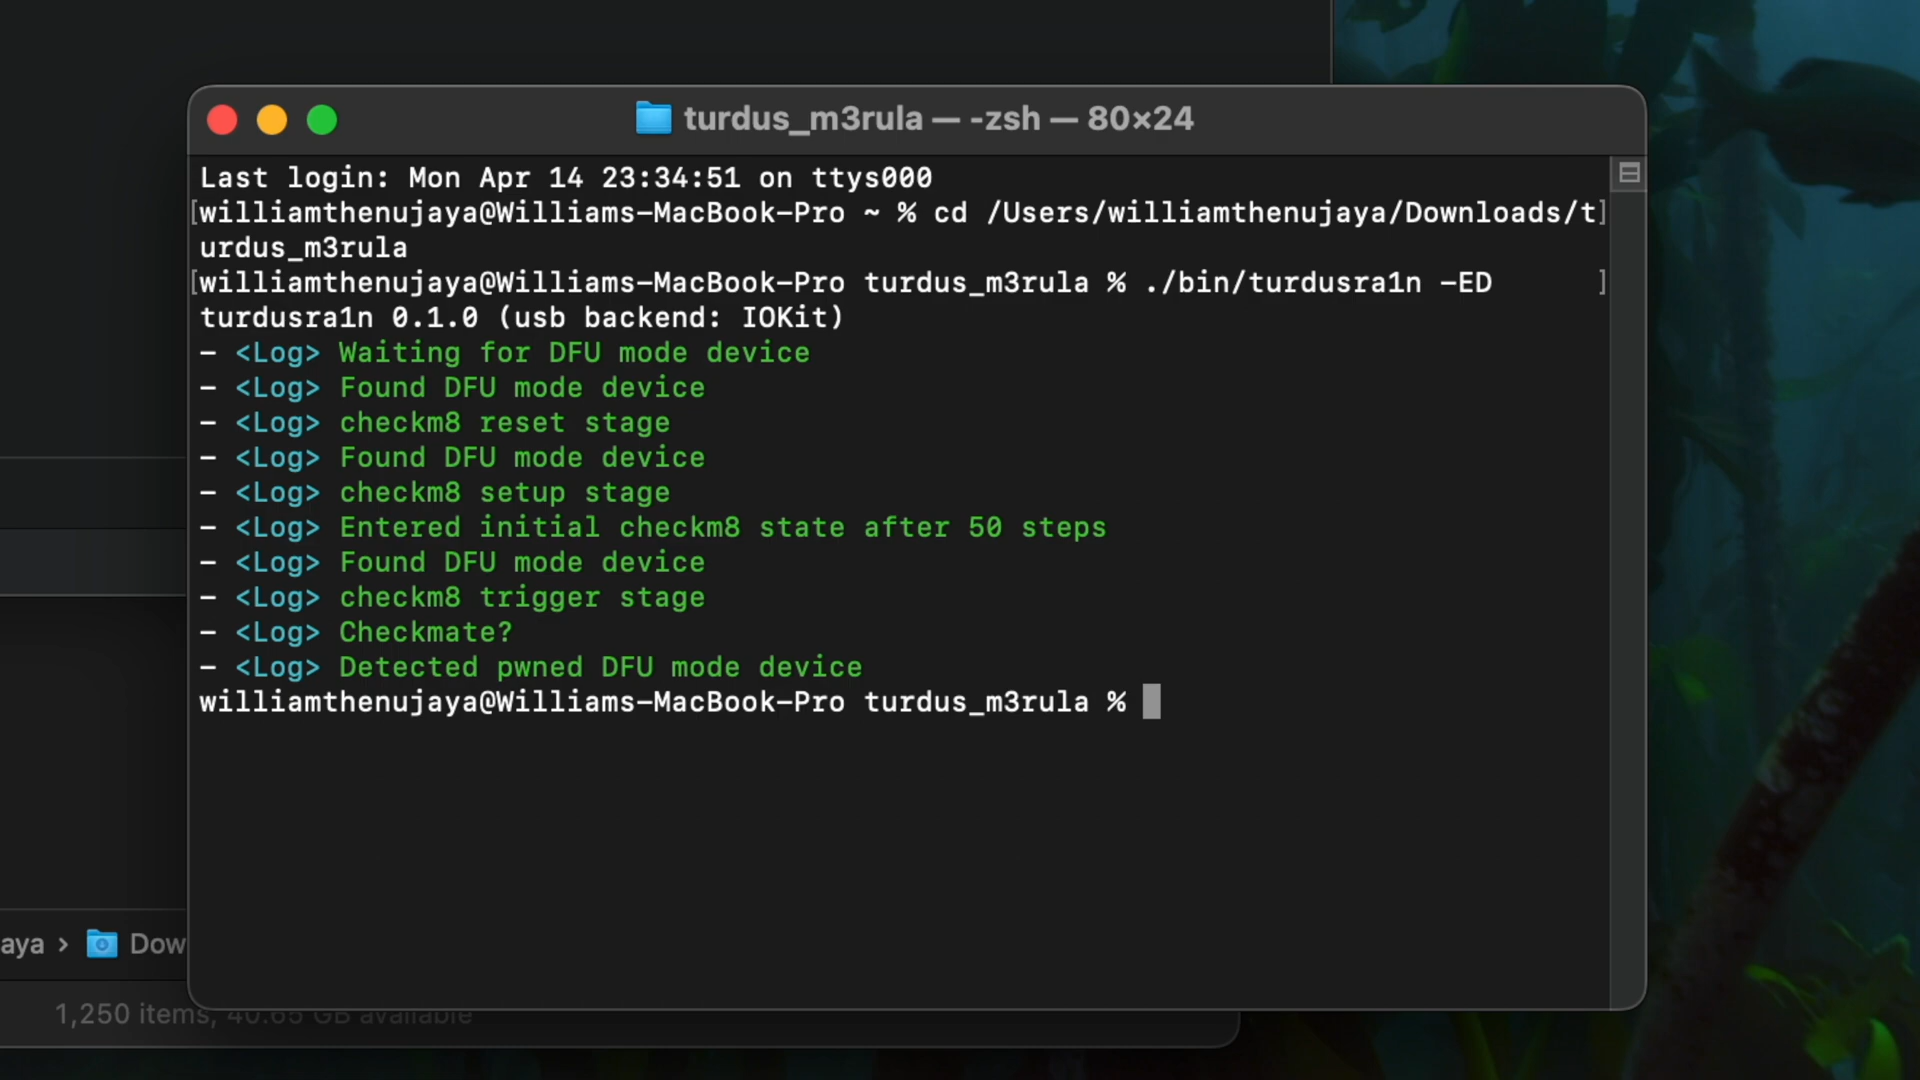 turdus_m3rula — -zsh — 80×24
Last login: Mon Apr 14 23:34:51 on ttys000
[williamthenujaya@Williams-MacBook-Pro ~ % cd /Users/williamthenujaya/Downloads/t]
urdus_m3rula
[williamthenujaya@Williams-MacBook-Pro turdus_m3rula % ./bin/turdusra1n -ED ]
turdusra1n 0.1.0 (usb backend: IOKit)
- <Log> Waiting for DFU mode device
- <Log> Found DFU mode device
- <Log> checkm8 reset stage
- <Log> Found DFU mode device
- <Log> checkm8 setup stage
- <Log> Entered initial checkm8 state after 50 steps
- <Log> Found DFU mode device
- <Log> checkm8 trigger stage
- <Log> Checkmate?
- <Log> Detected pwned DFU mode device
williamthenujaya@Williams-MacBook-Pro turdus_m3rula %
aya › Dow
1,250 items, 40.65 GB available